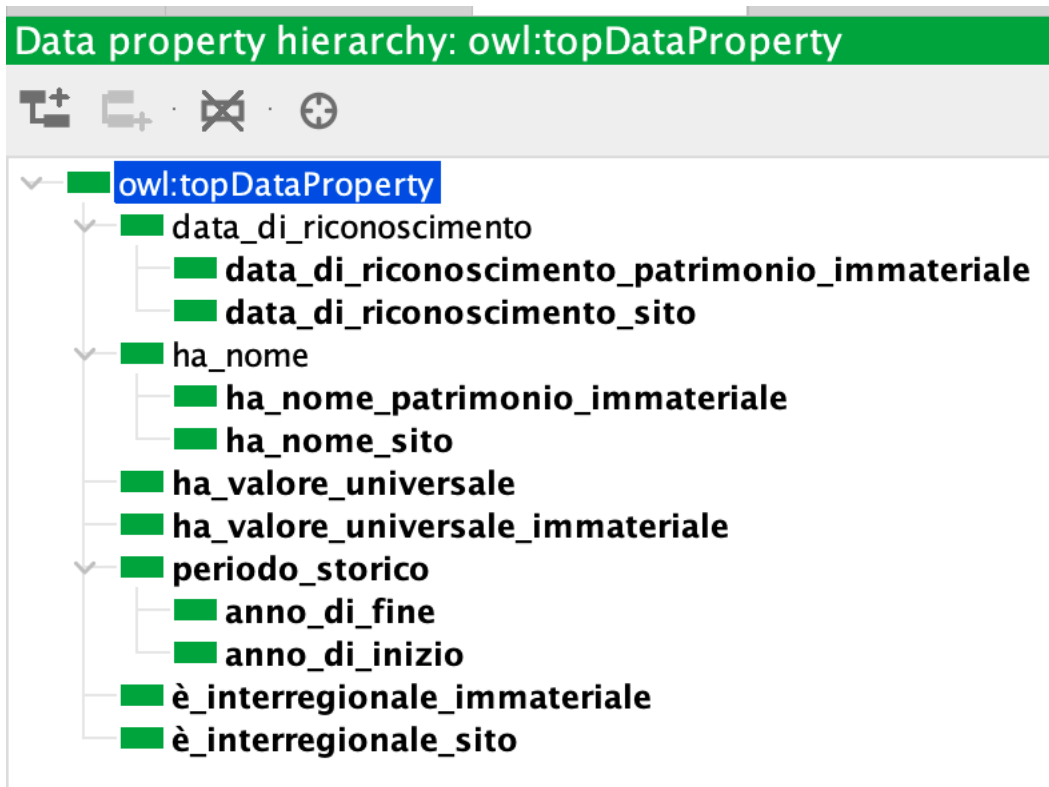 Data property hierarchy: owl:topDataProperty
owl:topDataProperty
data_di_riconoscimento
data_di_riconoscimento_patrimonio_immateriale
data_di_riconoscimento_sito
ha_nome
ha_nome_patrimonio_immateriale
ha_nome_sito
ha_valore_universale
ha_valore_universale_immateriale
periodo_storico
anno_di_fine
anno_di_inizio
è_interregionale_immateriale
è_interregionale_sito